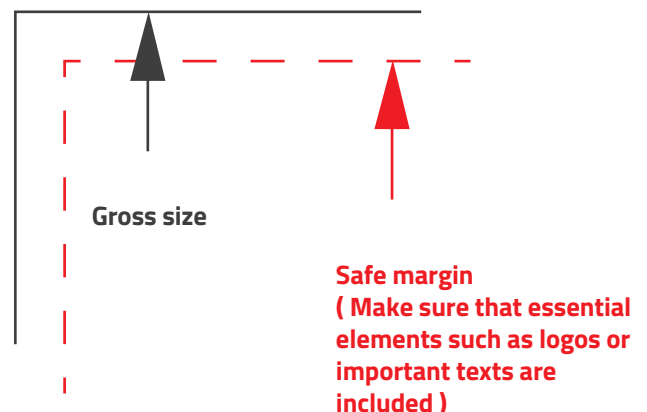 Gross size
Safe margin
( Make sure that essential
elements such as logos or
important texts are
included )